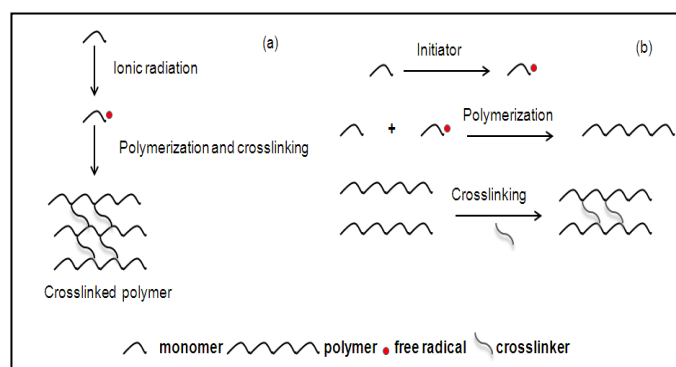 (a)
Ionic radiation
Polymerization and crosslinking
Crosslinked polymer
(b)
Initiator
+
Polymerization
Crosslinking
monomer polymer free radical crosslinker